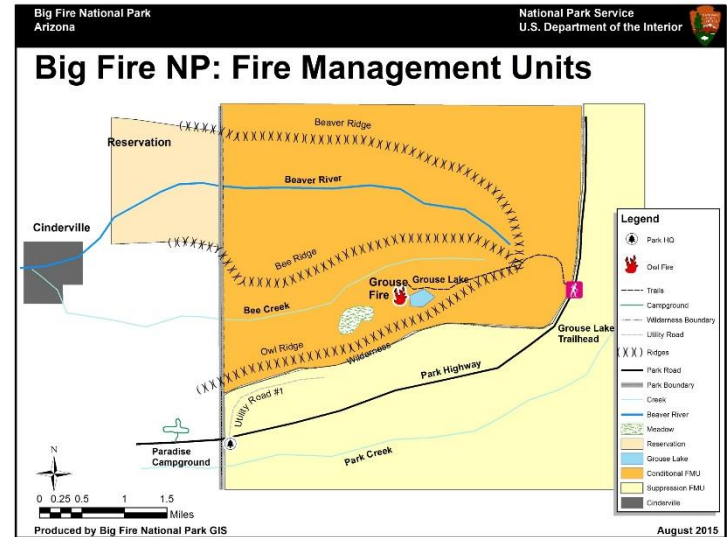 Big Fire National Park
Arizona
National Park Service
U.S. Department of the Interior
Big Fire NP: Fire Management Units
Beaver Ridge
Reservation
Beaver River
Cinderville
Bee Ridge
Grouse Lake
Grouse
Fire
Bee Creek
Grouse Lake
Trailhead
Owl Ridge
Wilderness
Park Highway
Utility Road #1
Paradise
Campground
Park Creek
N
0 0.25 0.5 1 1.5
Miles
Legend
Park HQ
Owl Fire
Trails
Campground
Wilderness Boundary
Utility Road
Ridges
Park Road
Park Boundary
Creek
Beaver River
Meadow
Reservation
Grouse Lake
Conditional FMU
Suppression FMU
Cinderville
Produced by Big Fire National Park GIS
August 2015